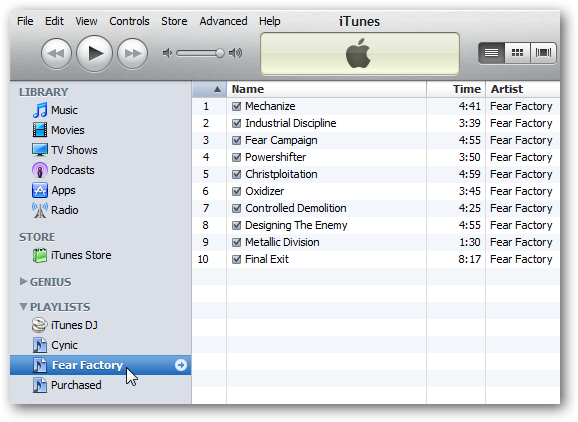 File Edit View Controls Store Advanced Help iTunes
LIBRARY
Music
Movies
TV Shows
Podcasts
Apps
Radio
STORE
iTunes Store
GENIUS
PLAYLISTS
iTunes DJ
Cynic
Fear Factory
Purchased
Name Time Artist
1 Mechanize 4:41 Fear Factory
2 Industrial Discipline 3:39 Fear Factory
3 Fear Campaign 4:55 Fear Factory
4 Powershifter 3:50 Fear Factory
5 Christploitation 4:59 Fear Factory
6 Oxidizer 3:45 Fear Factory
7 Controlled Demolition 4:25 Fear Factory
8 Designing The Enemy 4:55 Fear Factory
9 Metallic Division 1:30 Fear Factory
10 Final Exit 8:17 Fear Factory